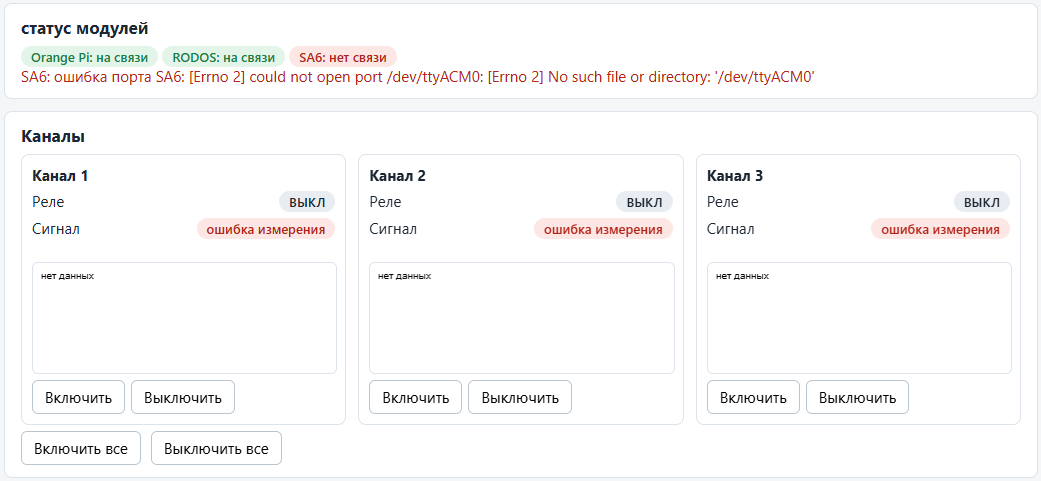 статус модулей
Orange Pi: на связи RODOS: на связи SA6: нет связи
SA6: ошибка порта SA6: [Errno 2] could not open port /dev/ttyACM0: [Errno 2] No such file or directory: '/dev/ttyACM0'
Каналы
Канал 1
Реле ВЫКЛ
Сигнал ошибка измерения
нет данных
Включить Выключить
Канал 2
Реле ВЫКЛ
Сигнал ошибка измерения
нет данных
Включить Выключить
Канал 3
Реле ВЫКЛ
Сигнал ошибка измерения
нет данных
Включить Выключить
Включить все Выключить все